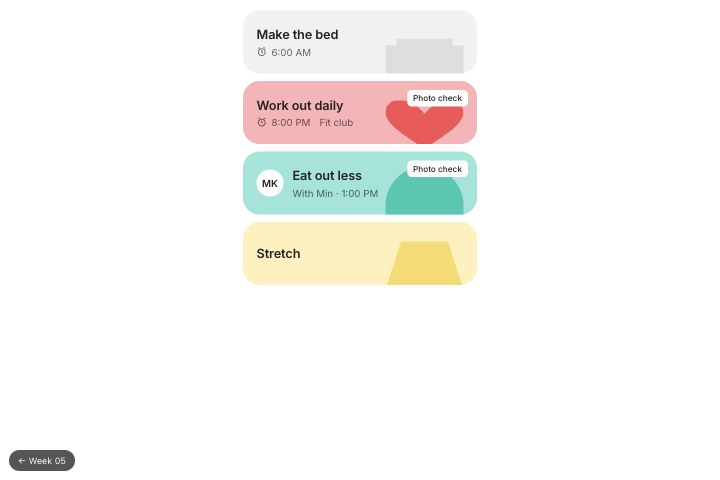 Make the bed
6:00 AM
Work out daily
Photo check
8:00 PM Fit club
MK
Eat out less
Photo check
With Min · 1:00 PM
Stretch
← Week 05